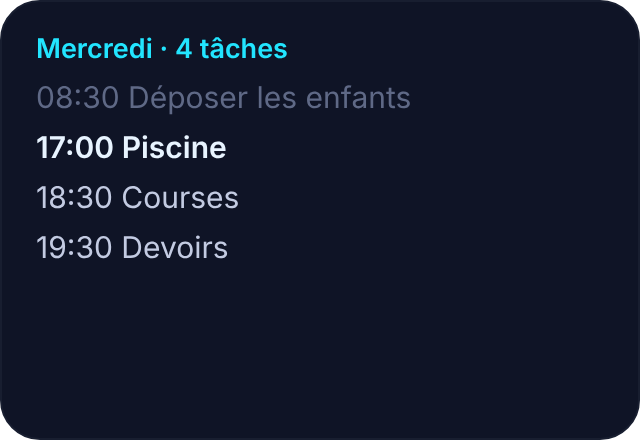 Mercredi · 4 tâches
08:30 Déposer les enfants
17:00 Piscine
18:30 Courses
19:30 Devoirs